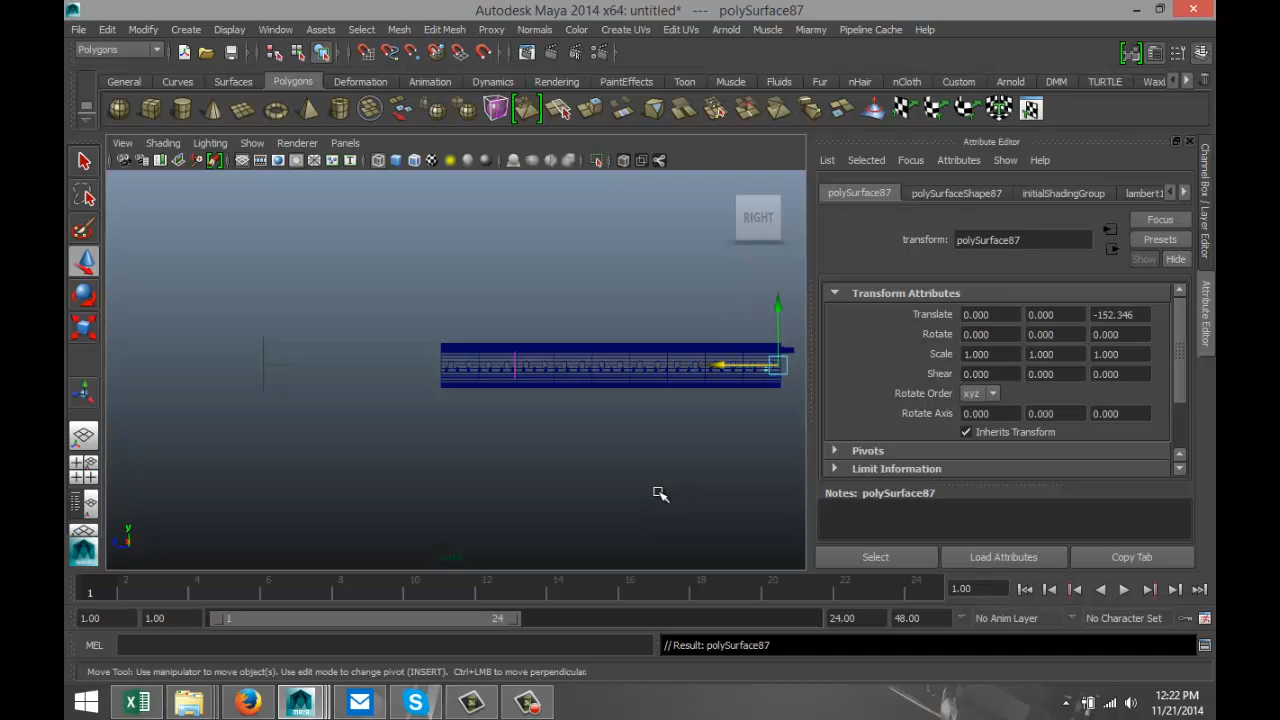 Autodesk Maya 2014 x64: untitled* --- polySurface87
File Edit Modify Create Display Window Assets Select Mesh Edit Mesh Proxy Normals Color Create UVs Edit UVs Arnold Muscle Miarmy Pipeline Cache Help
Polygons
General Curves Surfaces Polygons Deformation Animation Dynamics Rendering PaintEffects Toon Muscle Fluids Fur nHair nCloth Custom Arnold DMM TURTLE Waxl
View Shading Lighting Show Renderer Panels
RIGHT
y
Attribute Editor
List Selected Focus Attributes Show Help
polySurface87 polySurfaceShape87 initialShadingGroup lambert1
Focus
transform: polySurface87
Presets
Show Hide
Transform Attributes
Translate 0.000 0.000 -152.346
Rotate 0.000 0.000 0.000
Scale 1.000 1.000 1.000
Shear 0.000 0.000 0.000
Rotate Order xyz
Rotate Axis 0.000 0.000 0.000
Inherits Transform
Pivots
Limit Information
Notes: polySurface87
Select Load Attributes Copy Tab
Channel Box / Layer Editor
Attribute Editor
2 4 6 8 10 12 14 16 18 20 22 24
1
1.00
1.00 1.00 1 24 24.00 48.00 No Anim Layer No Character Set
MEL // Result: polySurface87
Move Tool: Use manipulator to move object(s). Use edit mode to change pivot (INSERT). Ctrl+LMB to move perpendicular.
12:22 PM
11/21/2014